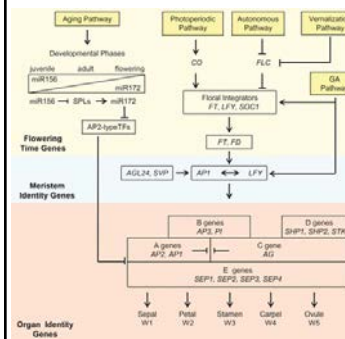 Aging Pathway
Photoperiodic Pathway
Autonomous Pathway
Vernalizatio
Pathway
Developmental Phases
juvenile adult flowering
miR156
miR172
miR156 SPLs miR172
AP2-typeTFs
CO
FLC
GA
Pathwa
Floral Integrators
FT, LFY, SOC1
Flowering
Time Genes
FT, FD
AGL24, SVP
AP1
LFY
Meristem
Identity Genes
B genes
AP3, PI
D genes
SHP1, SHP2, STK
A genes
AP2, AP1
C gene
AG
E genes
SEP1, SEP2, SEP3, SEP4
Sepal Petal Stamen Carpel Ovule
W1 W2 W3 W4 W5
Organ Identity
Genes